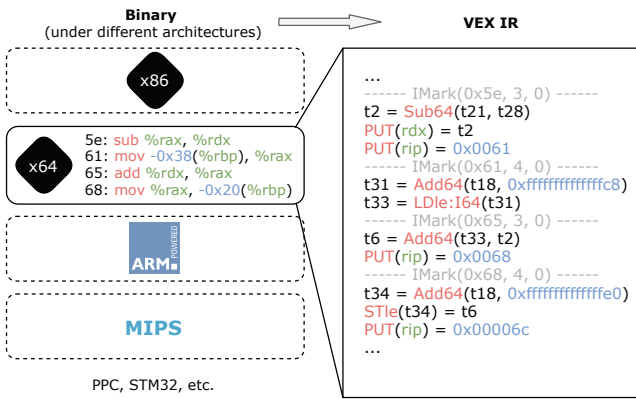 Binary
(under different architectures)
x86
x64
5e: sub %rax, %rdx
61: mov -0x38(%rbp), %rax
65: add %rdx, %rax
68: mov %rax, -0x20(%rbp)
ARM
POWERED
MIPS
PPC, STM32, etc.
VEX IR
...
------ IMark(0x5e, 3, 0) ------
t2 = Sub64(t21, t28)
PUT(rdx) = t2
PUT(rip) = 0x0061
------ IMark(0x61, 4, 0) ------
t31 = Add64(t18, 0xffffffffffffffc8)
t33 = LDle:I64(t31)
------ IMark(0x65, 3, 0) ------
t6 = Add64(t33, t2)
PUT(rip) = 0x0068
------ IMark(0x68, 4, 0) ------
t34 = Add64(t18, 0xffffffffffffffe0)
STle(t34) = t6
PUT(rip) = 0x00006c
...